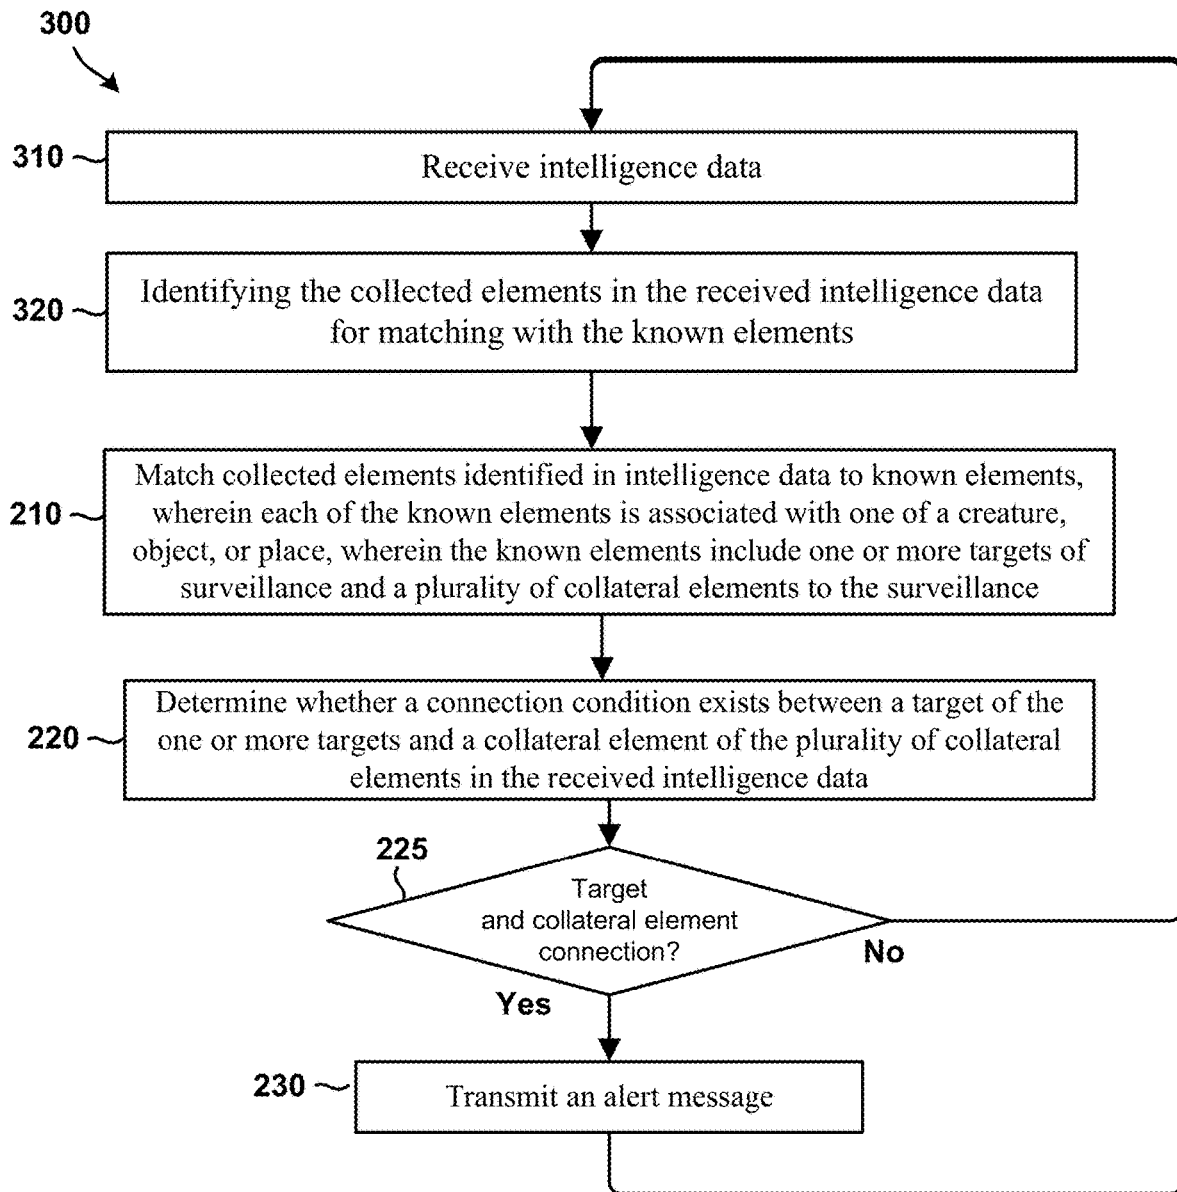 300
310
Receive intelligence data
320
Identifying the collected elements in the received intelligence data
for matching with the known elements
210
Match collected elements identified in intelligence data to known elements,
wherein each of the known elements is associated with one of a creature,
object, or place, wherein the known elements include one or more targets of
surveillance and a plurality of collateral elements to the surveillance
220
Determine whether a connection condition exists between a target of the
one or more targets and a collateral element of the plurality of collateral
elements in the received intelligence data
225
Target
and collateral element
connection?
No
Yes
230
Transmit an alert message